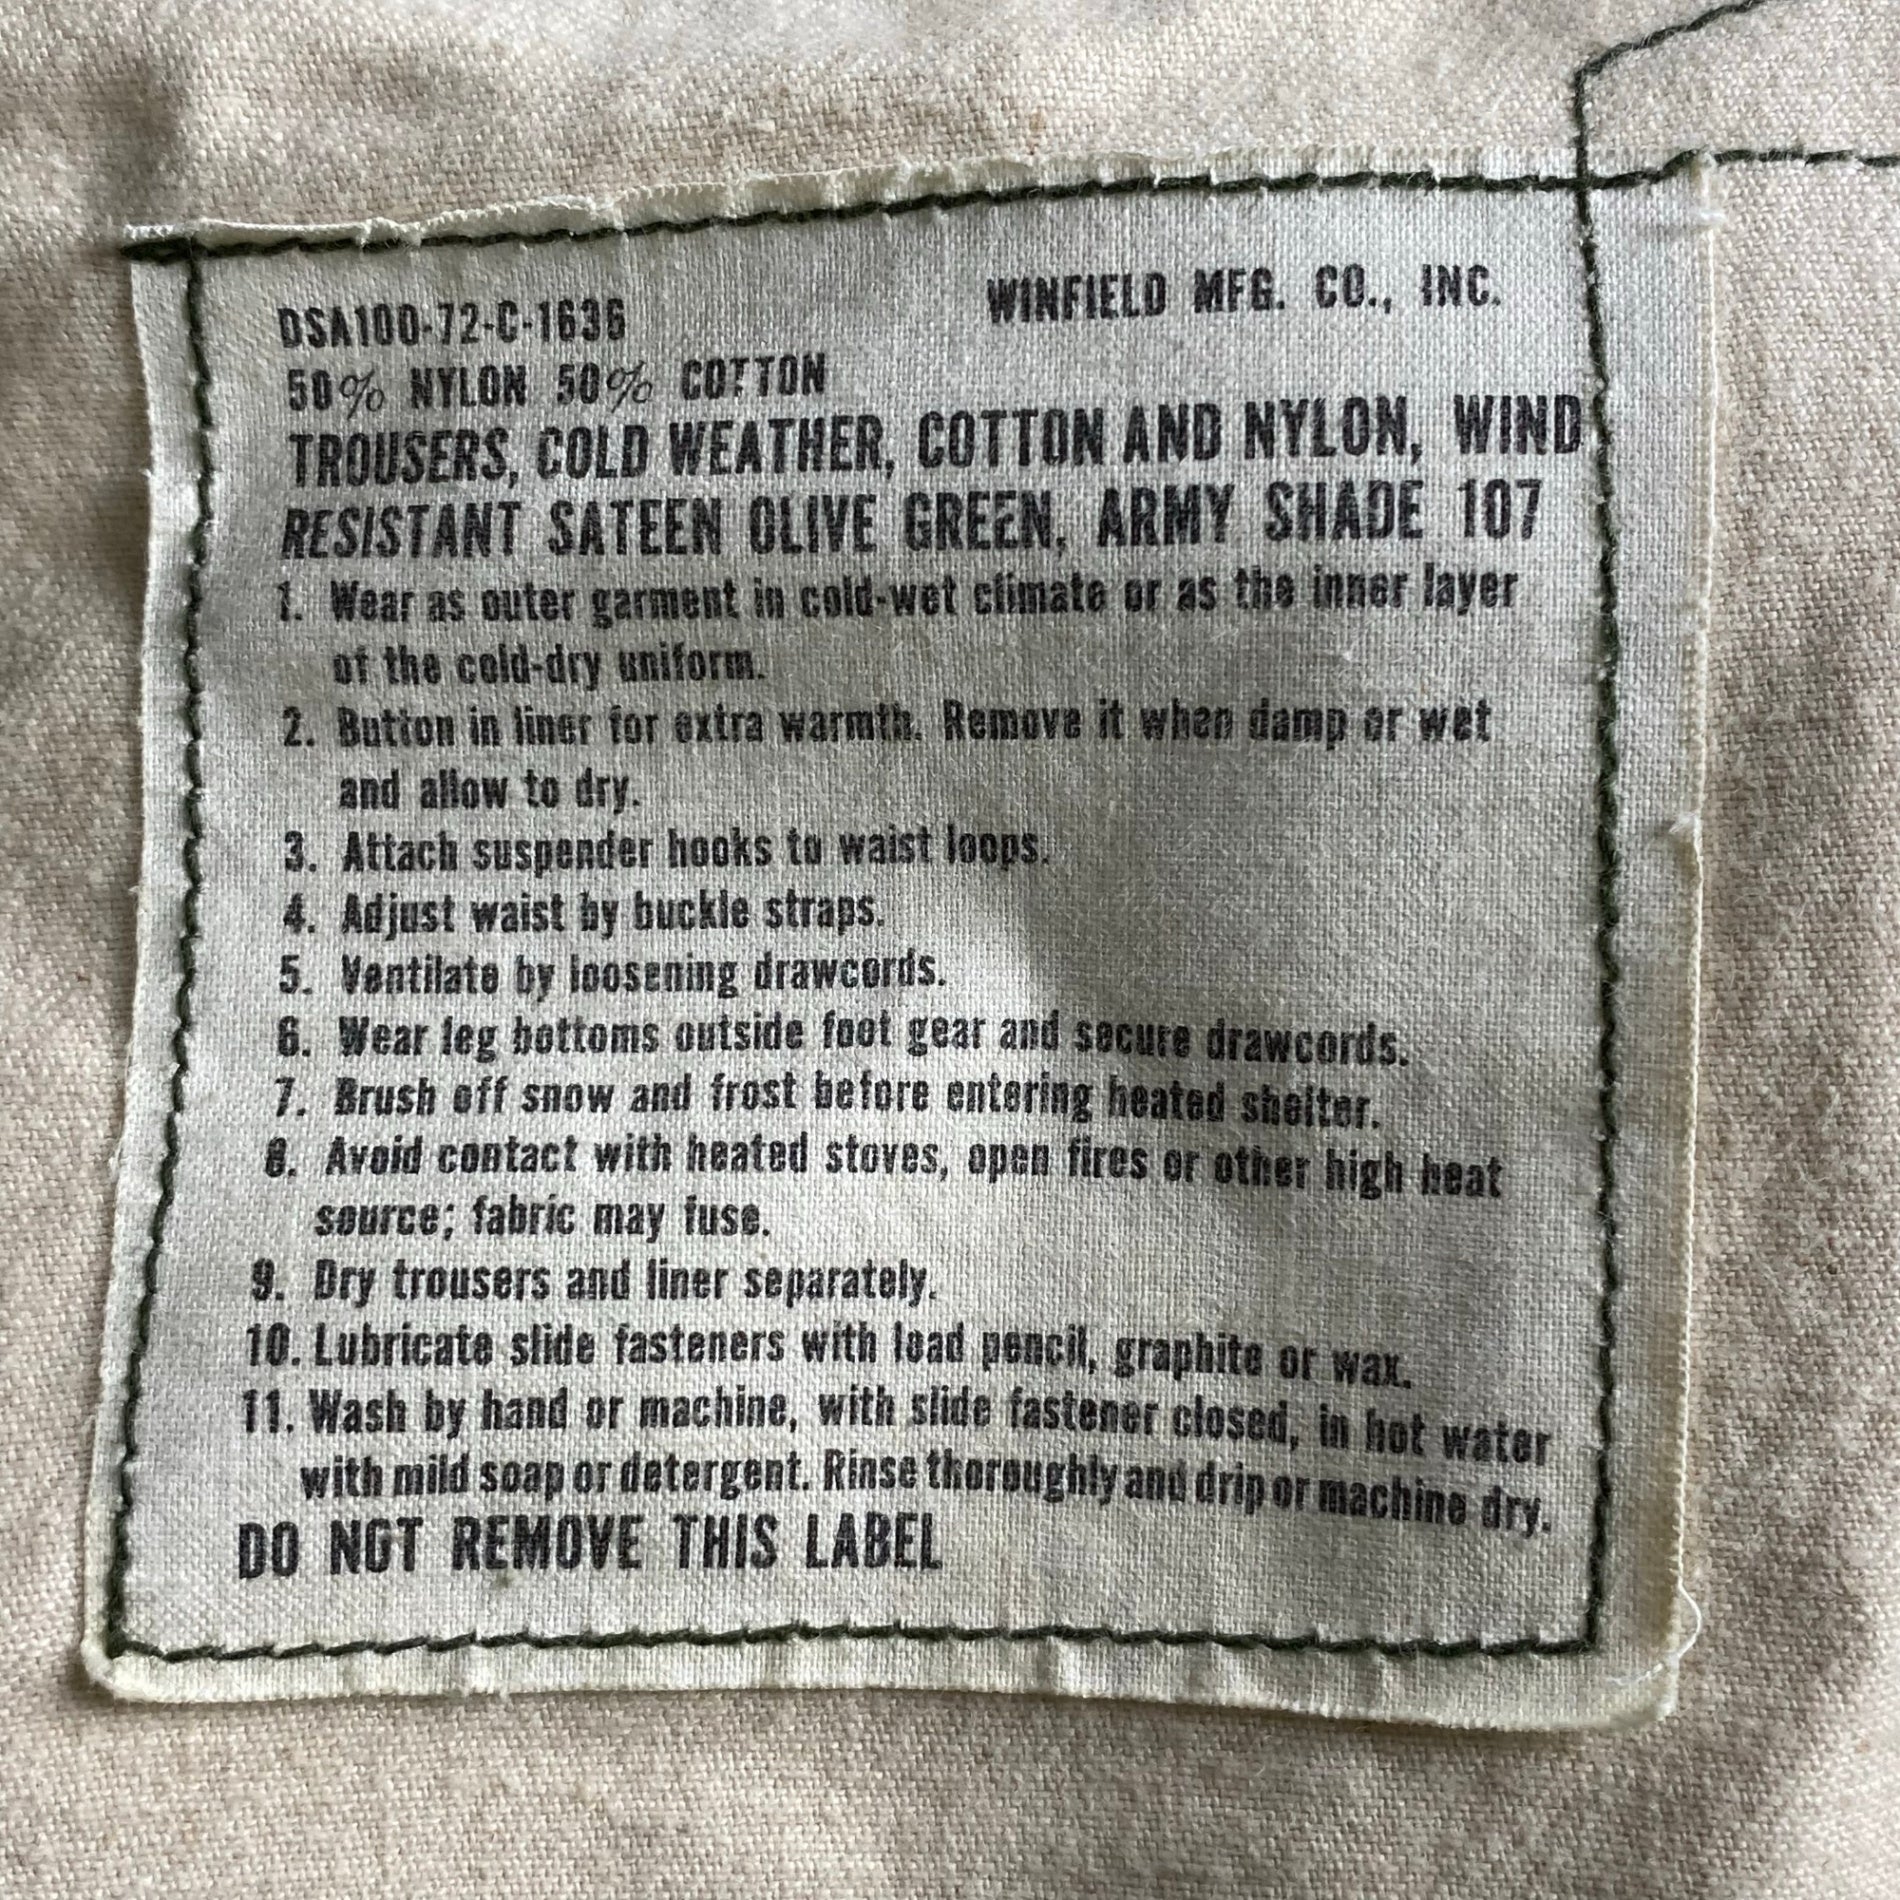 DSA100-72-C-1636 WINFIELD MFG. CO., INC.
50% NYLON 50% COTTON
TROUSERS, COLD WEATHER, COTTON AND NYLON, WIND
RESISTANT SATEEN OLIVE GREEN, ARMY SHADE 107
1. Wear as outer garment in cold-wet climate or as the inner layer
of the cold-dry uniform.
2. Button in liner for extra warmth. Remove it when damp or wet
and allow to dry.
3. Attach suspender hooks to waist loops.
4. Adjust waist by buckle straps.
5. Ventilate by loosening drawcords.
6. Wear leg bottoms outside foot gear and secure drawcords.
7. Brush off snow and frost before entering heated shelter.
8. Avoid contact with heated stoves, open fires or other high heat
source; fabric may fuse.
9. Dry trousers and liner separately.
10. Lubricate slide fasteners with lead pencil, graphite or wax.
11. Wash by hand or machine, with slide fastener closed, in hot water
with mild soap or detergent. Rinse thoroughly and drip or machine dry.
DO NOT REMOVE THIS LABEL